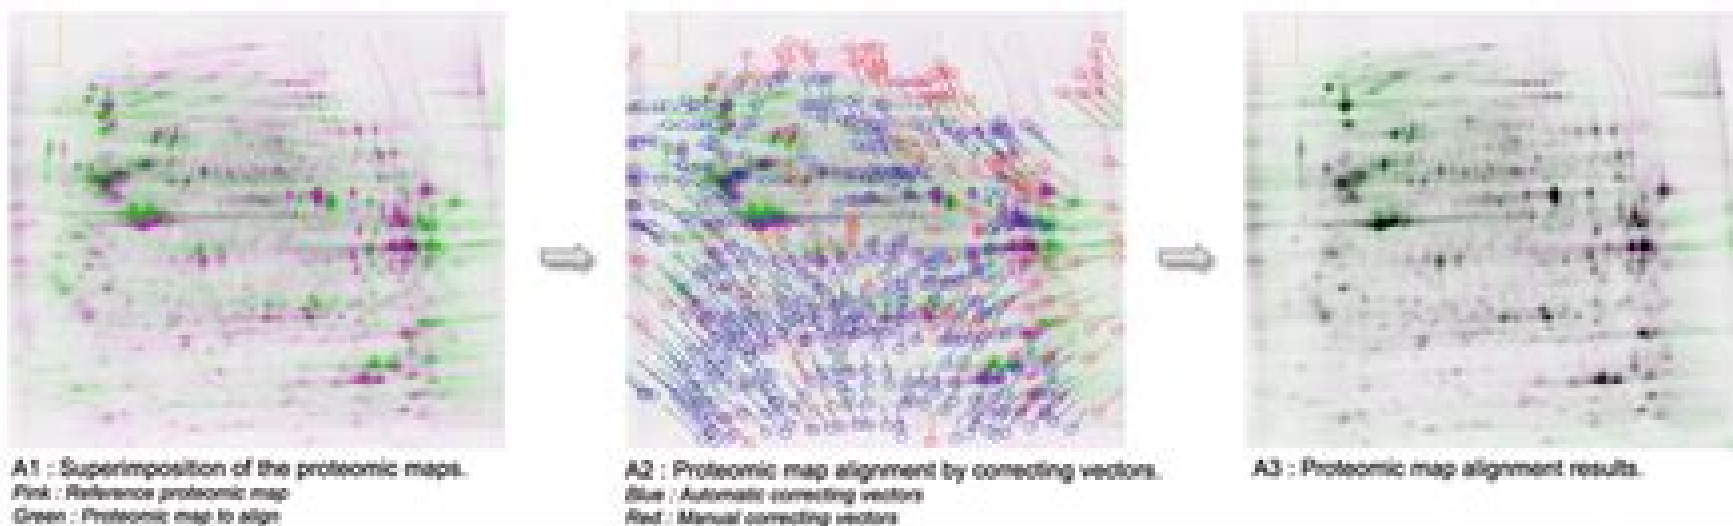 A1 : Superimposition of the proteomic maps.
Pink : Reference proteomic map
Green : Proteomic map to align
A2 : Proteomic map alignment by correcting vectors.
Blue : Automatic correcting vectors
Red : Manual correcting vectors
A3 : Proteomic map alignment results.